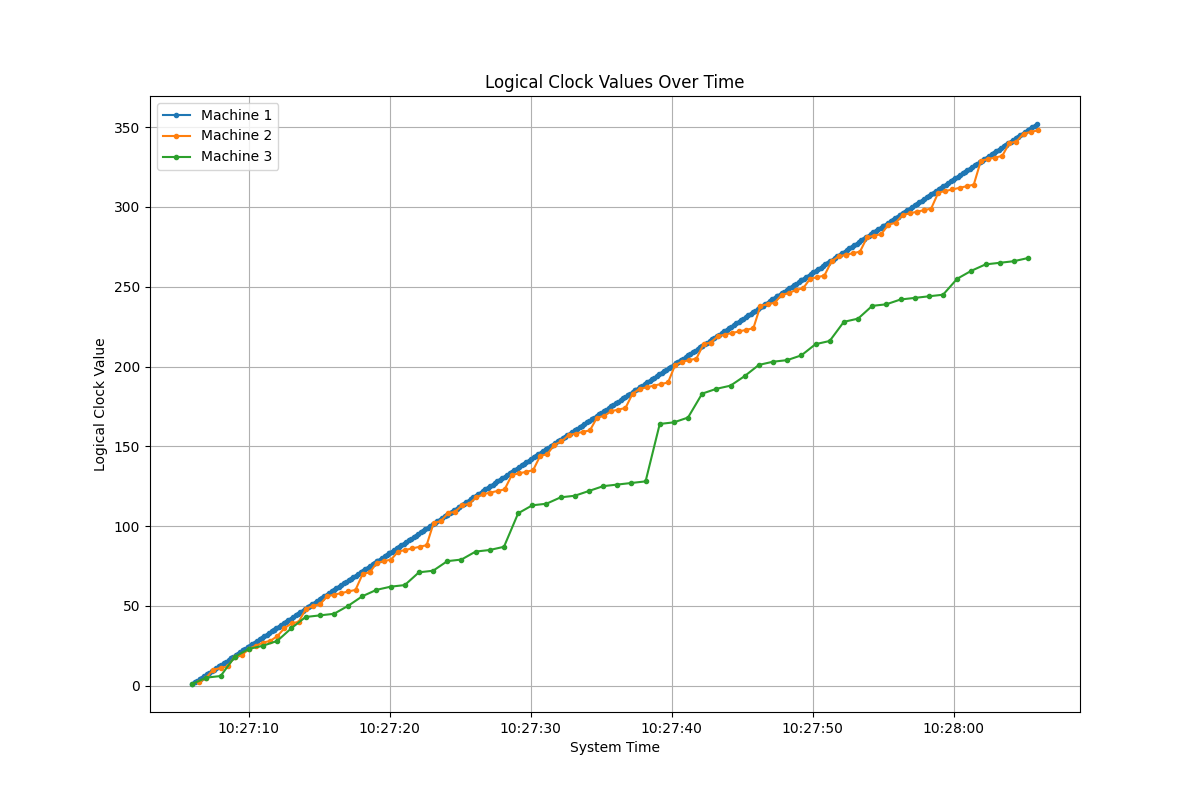 Logical Clock Values Over Time
Machine 1
Machine 2
Machine 3
350
300
250
200
150
100
50
0
Logical Clock Value
10:27:10 10:27:20 10:27:30 10:27:40 10:27:50 10:28:00
System Time